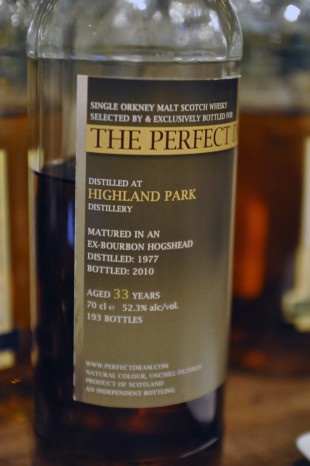 SINGLE ORKNEY MALT SCOTCH WHISKY
SELECTED BY & EXCLUSIVELY BOTTLED FOR
THE PERFECT
DISTILLED AT
HIGHLAND PARK
DISTILLERY
MATURED IN AN
EX-BOURBON HOGSHEAD
DISTILLED: 1977
BOTTLED: 2010
AGED 33 YEARS
70 cl e 52.3% alc/vol.
193 BOTTLES
WWW.PERFECTDRAM.COM
NATURAL COLOUR, UNCHILL-FILTERED
PRODUCT OF SCOTLAND
AN INDEPENDENT BOTTLING